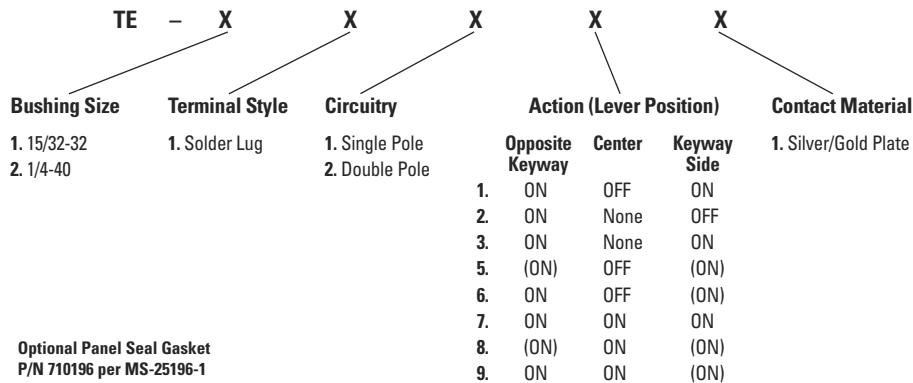 TE – X X X X X
Bushing Size Terminal Style Circuitry Action (Lever Position) Contact Material
1. 15/32-32 1. Solder Lug 1. Single Pole Opposite Keyway Center Keyway Side 1. Silver/Gold Plate
2. 1/4-40 2. Double Pole
1. ON OFF ON
2. ON None OFF
3. ON None ON
5. (ON) OFF (ON)
6. ON OFF (ON)
7. ON ON ON
8. (ON) ON (ON)
9. ON ON (ON)
Optional Panel Seal Gasket
P/N 710196 per MS-25196-1